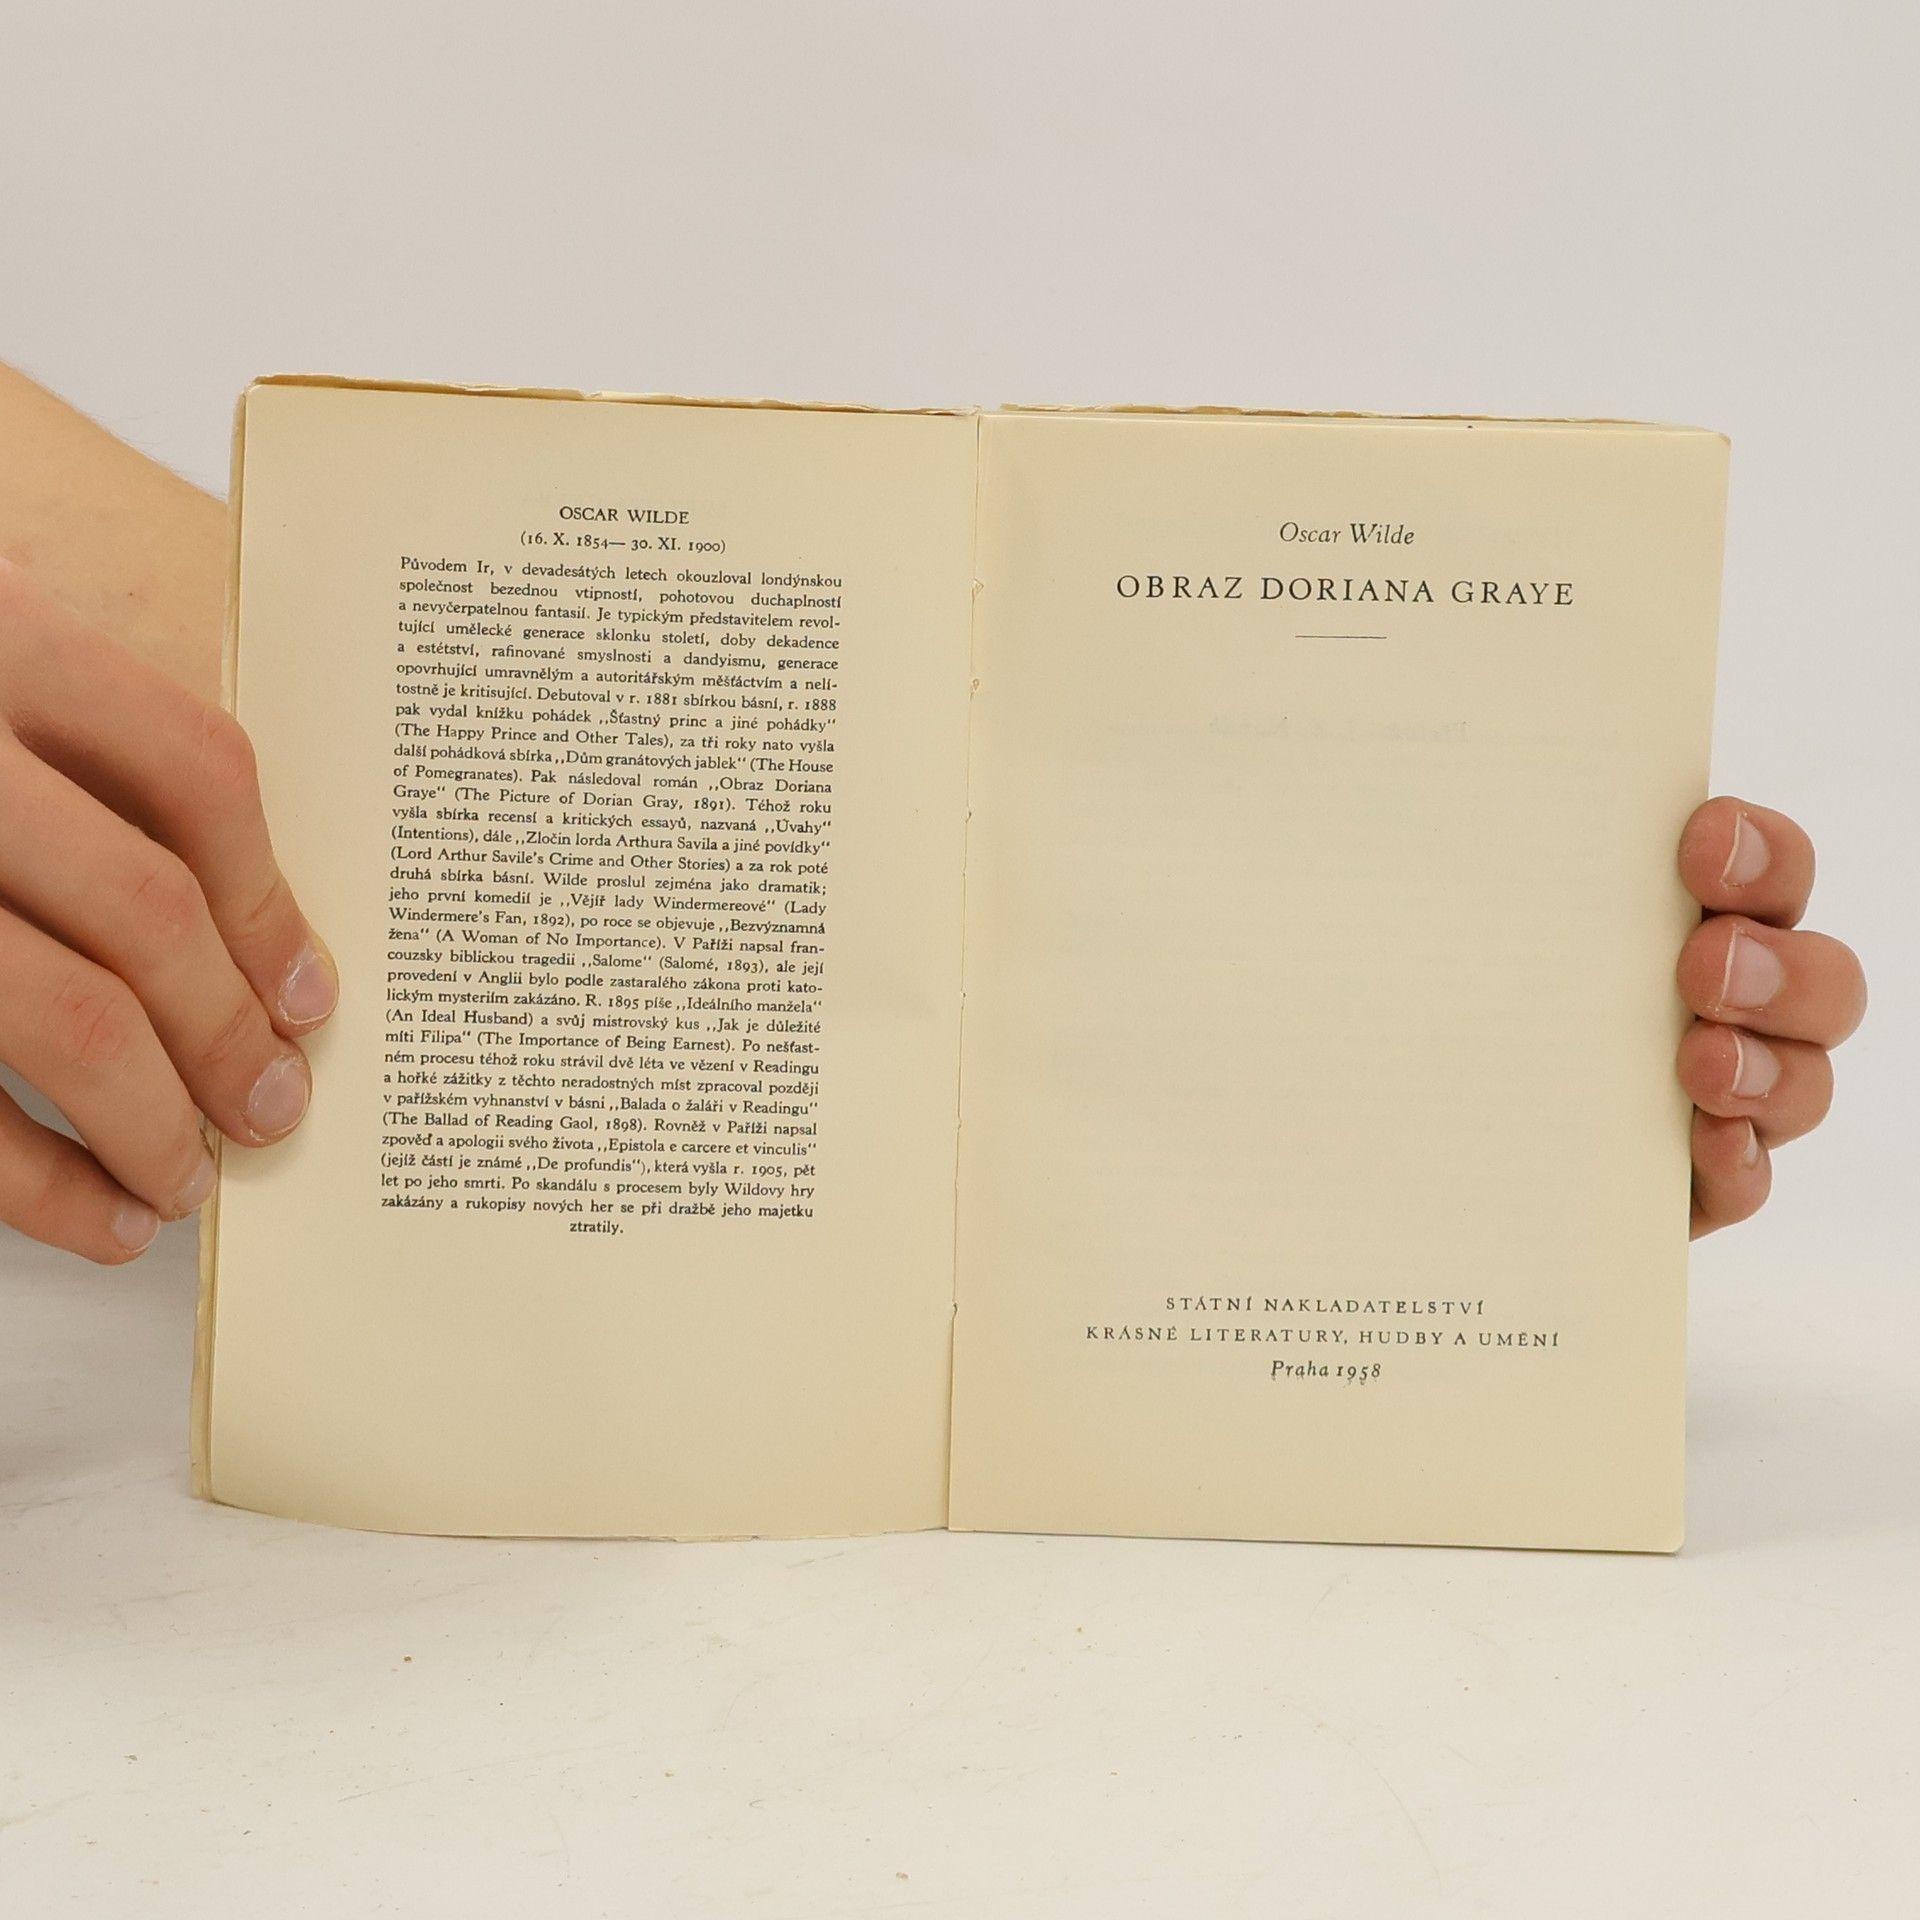 OSCAR WILDE
(16. X. 1854— 30. XI. 1900)
Původem Ir, v devadesátých letech okouzloval londýnskou
společnost bezednou vtipností, pohotovou duchaplností
a nevyčerpatelnou fantasií. Je typickým představitelem revol-
tující umělecké generace sklonku století, doby dekadence
a estétství, rafinované smyslnosti a dandyismu, generace
opovrhující umravnělým a autoritářským měšťáctvím a nelí-
tostně je kritisující. Debutoval v r. 1881 sbírkou básní, r. 1888
pak vydal knížku pohádek „Šťastný princ a jiné pohádky“
(The Happy Prince and Other Tales), za tři roky nato vyšla
další pohádková sbírka „Dům granátových jablek“ (The House
of Pomegranates). Pak následoval román „Obraz Doriana
Graye“ (The Picture of Dorian Gray, 1891). Téhož roku
vyšla sbírka recensí a kritických essayů, nazvaná „Úvahy“
(Intentions), dále „Zločin lorda Arthura Savila a jiné povídky“
(Lord Arthur Savile's Crime and Other Stories) a za rok poté
druhá sbírka básní. Wilde proslul zejména jako dramatik;
jeho první komedií je „Vějíř lady Windermereové“ (Lady
Windermere's Fan, 1892), po roce se objevuje „Bezvýznamná
žena“ (A Woman of No Importance). V Paříži napsal fran-
couzsky biblickou tragedii „Salome“ (Salomé, 1893), ale její
provedení v Anglii bylo podle zastaralého zákona proti kato-
lickým mysteriím zakázáno. R. 1895 píše „Ideálního manžela“
(An Ideal Husband) a svůj mistrovský kus „Jak je důležité
míti Filipa“ (The Importance of Being Earnest). Po nešťast-
ném procesu téhož roku strávil dvě léta ve vězení v Readingu
a hořké zážitky z těchto neradostných míst zpracoval později
v pařížském vyhnanství v básni „Balada o žaláři v Readingu“
(The Ballad of Reading Gaol, 1898). Rovněž v Paříži napsal
zpověď a apologii svého života „Epistola e carcere et vinculis“
(jejíž částí je známé „De profundis“), která vyšla r. 1905, pět
let po jeho smrti. Po skandálu s procesem byly Wildovy hry
zakázány a rukopisy nových her se při dražbě jeho majetku
ztratily.
Oscar Wilde
OBRAZ DORIANA GRAYE
STÁTNÍ NAKLADATELSTVÍ
KRÁSNÉ LITERATURY, HUDBY A UMĚNÍ
Praha 1958